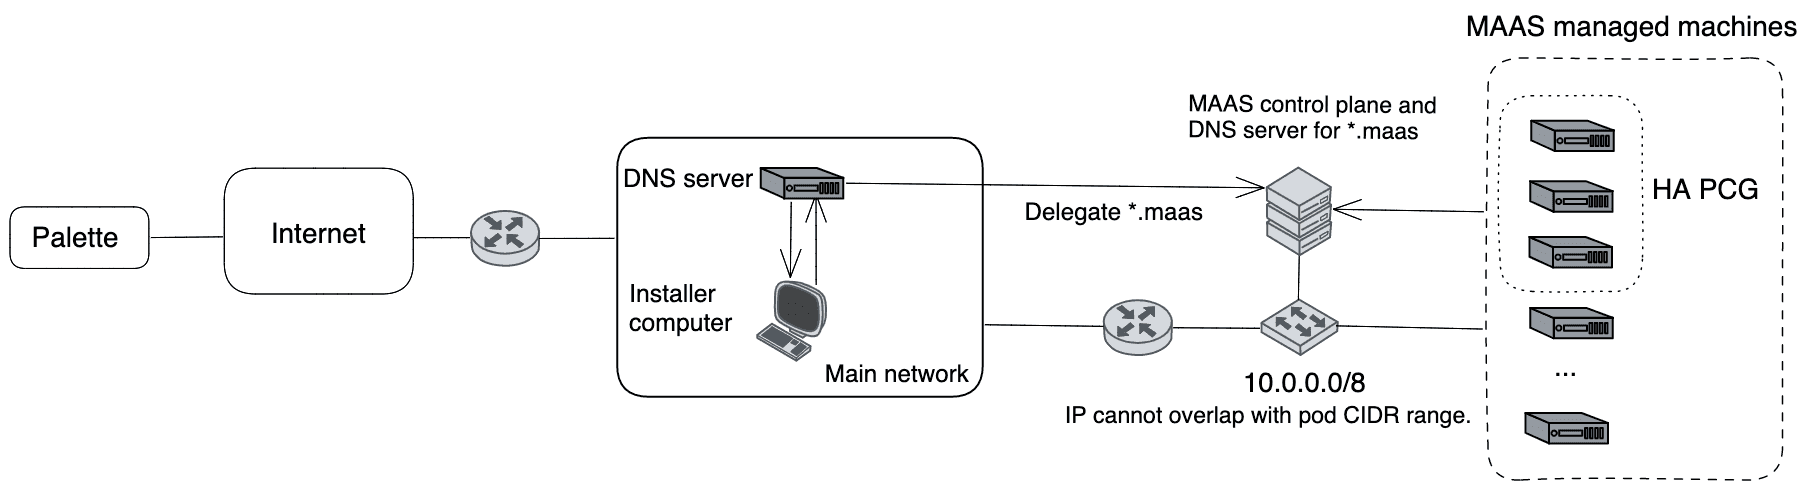 MAAS managed machines
MAAS control plane and
DNS server for *.maas
DNS server
HA PCG
Delegate *.maas
Palette
Internet
Installer
computer
Main network
10.0.0.0/8
IP cannot overlap with pod CIDR range.
...